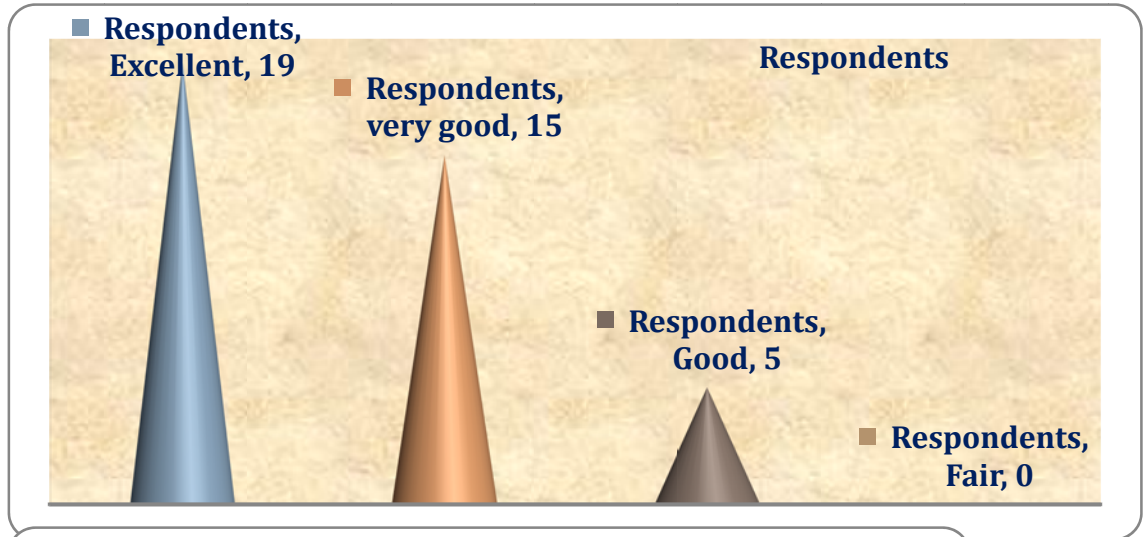 Respondents,
Excellent, 19
Respondents
Respondents,
very good, 15
Respondents,
Good, 5
Respondents,
Fair, 0